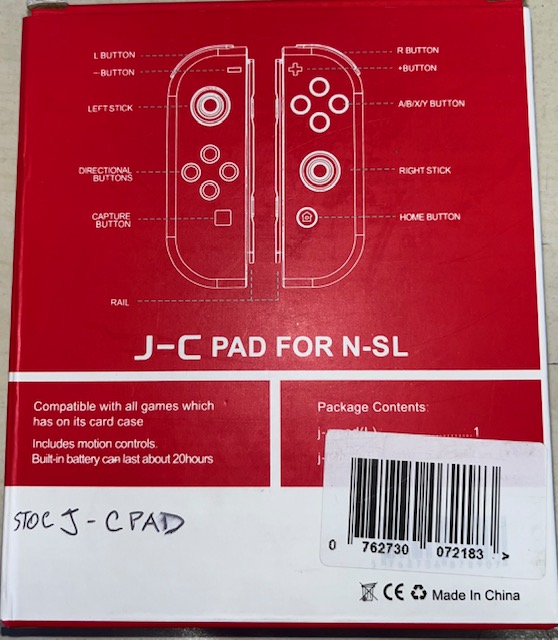 L BUTTON
R BUTTON
－BUTTON
+BUTTON
LEFT STICK
A/B/X/Y BUTTON
DIRECTIONAL
BUTTONS
RIGHT STICK
CAPTURE
BUTTON
HOME BUTTON
RAIL
J-C PAD FOR N-SL
Compatible with all games which
has on its card case
Includes motion controls.
Built-in battery can last about 20hours
Package Contents:
1
STOC J-CPAD
0 762730 072183 >
CE Made In China